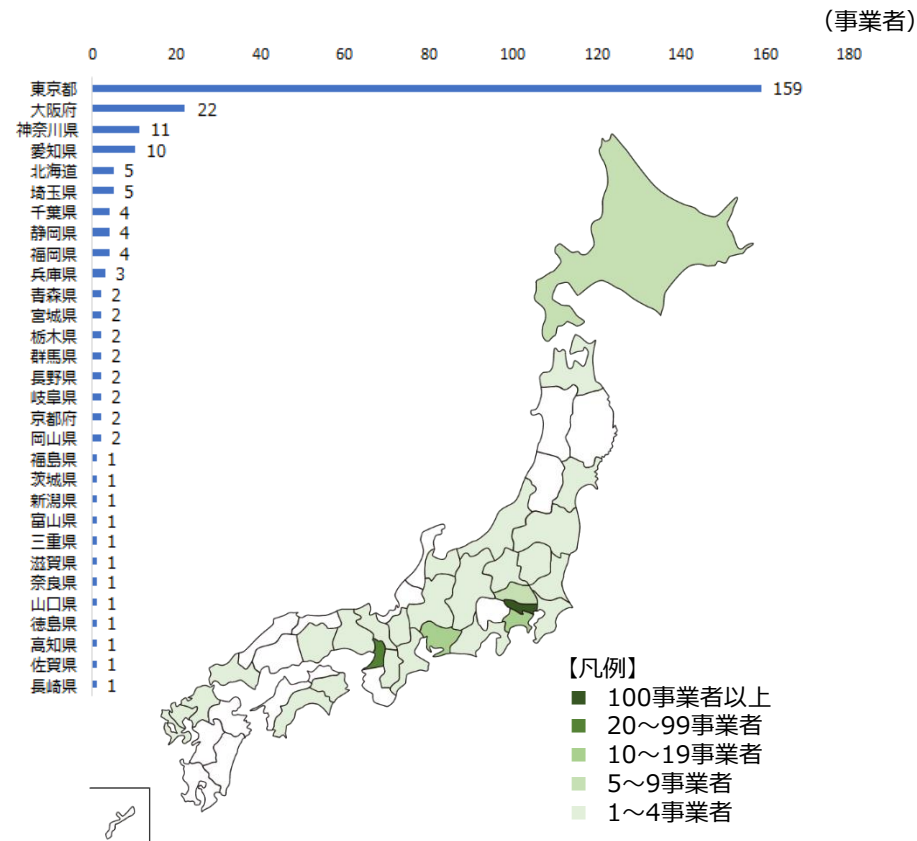 （事業者）
0 20 40 60 80 100 120 140 160 180
東京都 159
大阪府 22
神奈川県 11
愛知県 10
北海道 5
埼玉県 5
千葉県 4
静岡県 4
福岡県 4
兵庫県 3
青森県 2
宮城県 2
栃木県 2
群馬県 2
長野県 2
岐阜県 2
京都府 2
岡山県 2
福島県 1
茨城県 1
新潟県 1
富山県 1
三重県 1
滋賀県 1
奈良県 1
山口県 1
徳島県 1
高知県 1
佐賀県 1
長崎県 1
【凡例】
100事業者以上
20～99事業者
10～19事業者
5～9事業者
1～4事業者